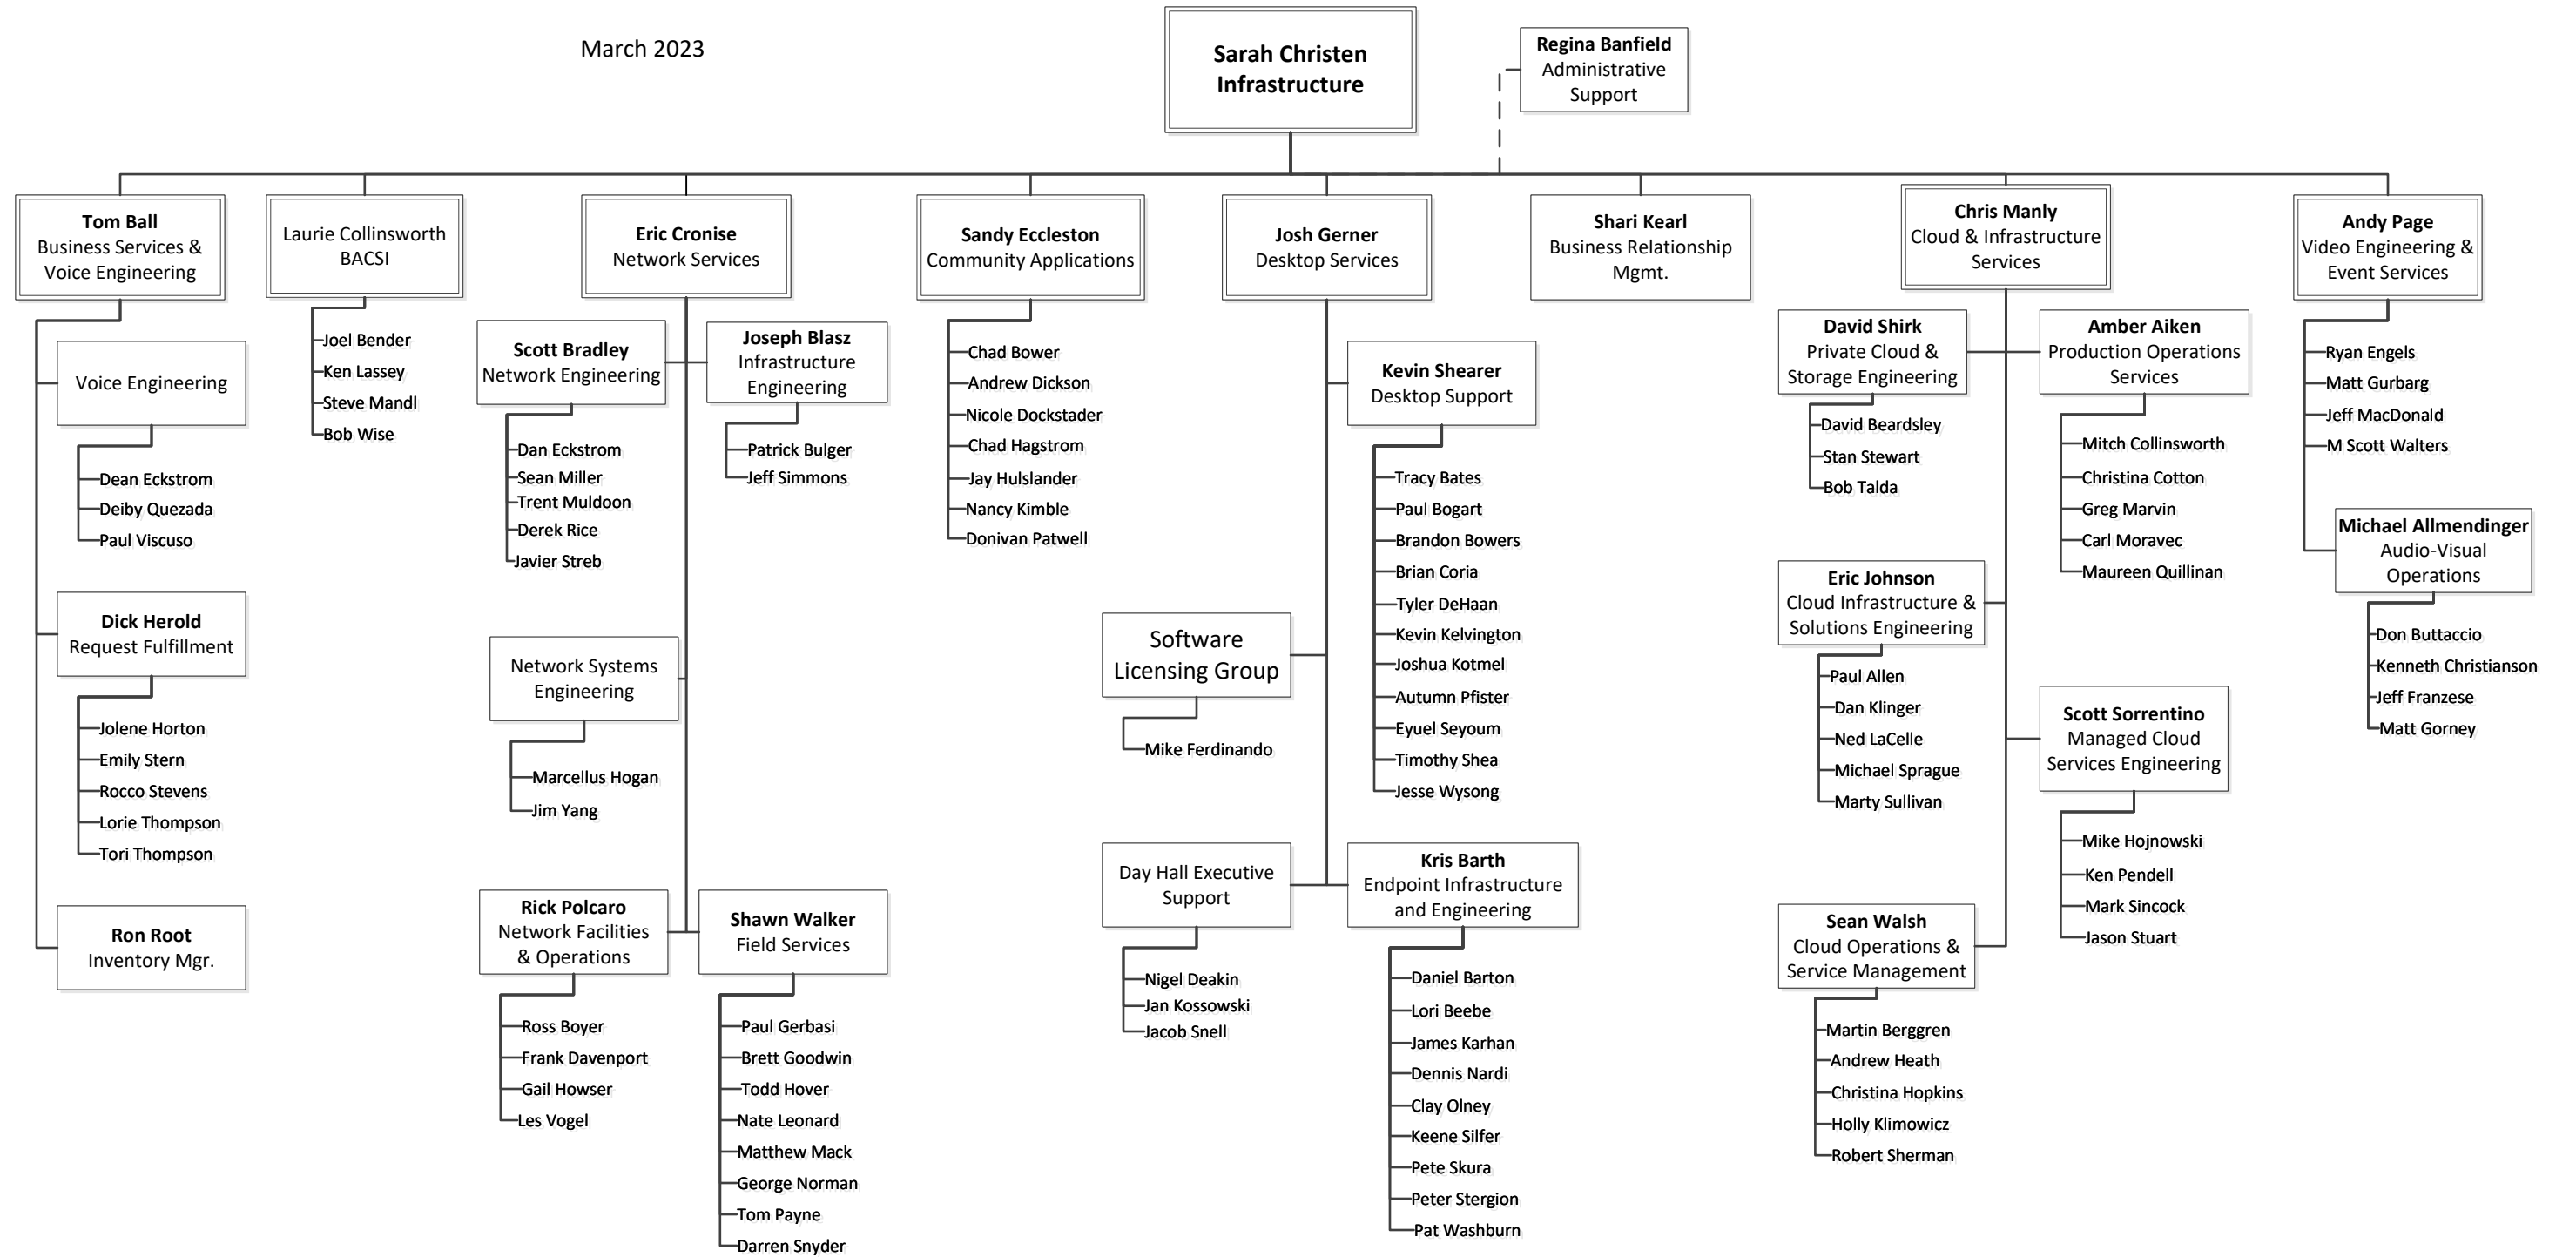 March 2023
Sarah Christen
Infrastructure
Regina Banfield
Administrative
Support
Tom Ball
Business Services &
Voice Engineering
Voice Engineering
Dean Eckstrom
Deiby Quezada
Paul Viscuso
Dick Herold
Request Fulfillment
Jolene Horton
Emily Stern
Rocco Stevens
Lorie Thompson
Tori Thompson
Ron Root
Inventory Mgr.
Laurie Collinsworth
BACSI
Joel Bender
Ken Lassey
Steve Mandl
Bob Wise
Eric Cronise
Network Services
Scott Bradley
Network Engineering
Dan Eckstrom
Sean Miller
Trent Muldoon
Derek Rice
Javier Streb
Joseph Blasz
Infrastructure
Engineering
Patrick Bulger
Jeff Simmons
Network Systems
Engineering
Marcellus Hogan
Jim Yang
Rick Polcaro
Network Facilities
& Operations
Ross Boyer
Frank Davenport
Gail Howser
Les Vogel
Shawn Walker
Field Services
Paul Gerbasi
Brett Goodwin
Todd Hover
Nate Leonard
Matthew Mack
George Norman
Tom Payne
Darren Snyder
Sandy Eccleston
Community Applications
Chad Bower
Andrew Dickson
Nicole Dockstader
Chad Hagstrom
Jay Hulslander
Nancy Kimble
Donivan Patwell
Josh Gerner
Desktop Services
Kevin Shearer
Desktop Support
Tracy Bates
Paul Bogart
Brandon Bowers
Brian Coria
Tyler DeHaan
Kevin Kelvington
Joshua Kotmel
Autumn Pfister
Eyuel Seyoum
Timothy Shea
Jesse Wysong
Software
Licensing Group
Mike Ferdinando
Day Hall Executive
Support
Nigel Deakin
Jan Kossowski
Jacob Snell
Kris Barth
Endpoint Infrastructure
and Engineering
Daniel Barton
Lori Beebe
James Karhan
Dennis Nardi
Clay Olney
Keene Silfer
Pete Skura
Peter Stergion
Pat Washburn
Shari Kearl
Business Relationship
Mgmt.
Chris Manly
Cloud & Infrastructure
Services
David Shirk
Private Cloud &
Storage Engineering
David Beardsley
Stan Stewart
Bob Talda
Amber Aiken
Production Operations
Services
Mitch Collinsworth
Christina Cotton
Greg Marvin
Carl Moravec
Maureen Quillinan
Eric Johnson
Cloud Infrastructure &
Solutions Engineering
Paul Allen
Dan Klinger
Ned LaCelle
Michael Sprague
Marty Sullivan
Scott Sorrentino
Managed Cloud
Services Engineering
Mike Hojnowski
Ken Pendell
Mark Sincock
Jason Stuart
Sean Walsh
Cloud Operations &
Service Management
Martin Berggren
Andrew Heath
Christina Hopkins
Holly Klimowicz
Robert Sherman
Andy Page
Video Engineering &
Event Services
Ryan Engels
Matt Gurbarg
Jeff MacDonald
M Scott Walters
Michael Allmendinger
Audio-Visual
Operations
Don Buttaccio
Kenneth Christianson
Jeff Franzese
Matt Gorney